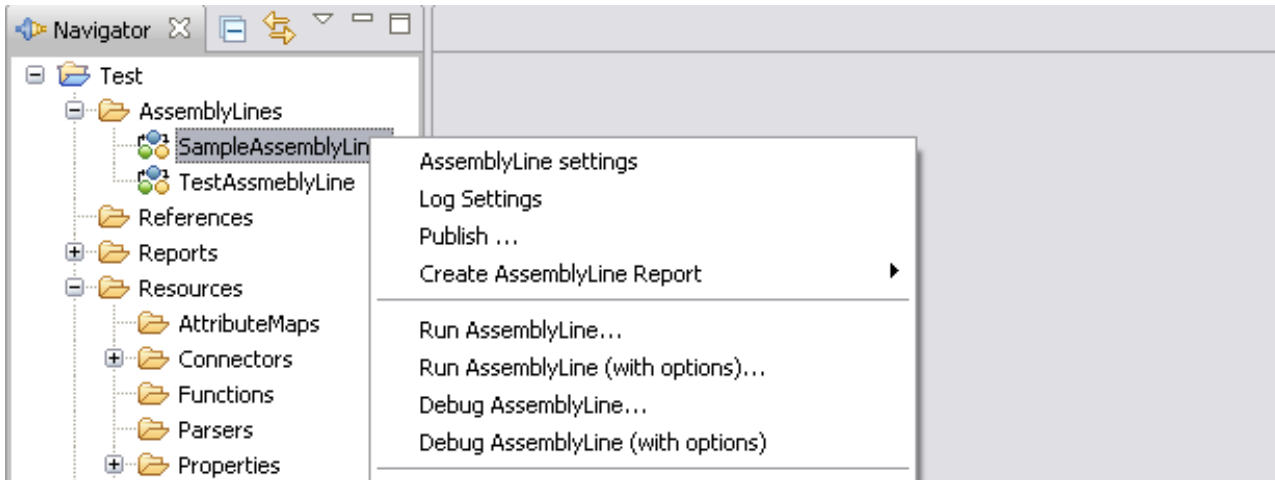 Navigator
Test
AssemblyLines
SampleAssemblyLin
TestAssmeblyLine
References
Reports
Resources
AttributeMaps
Connectors
Functions
Parsers
Properties
AssemblyLine settings
Log Settings
Publish ...
Create AssemblyLine Report
Run AssemblyLine...
Run AssemblyLine (with options)...
Debug AssemblyLine...
Debug AssemblyLine (with options)